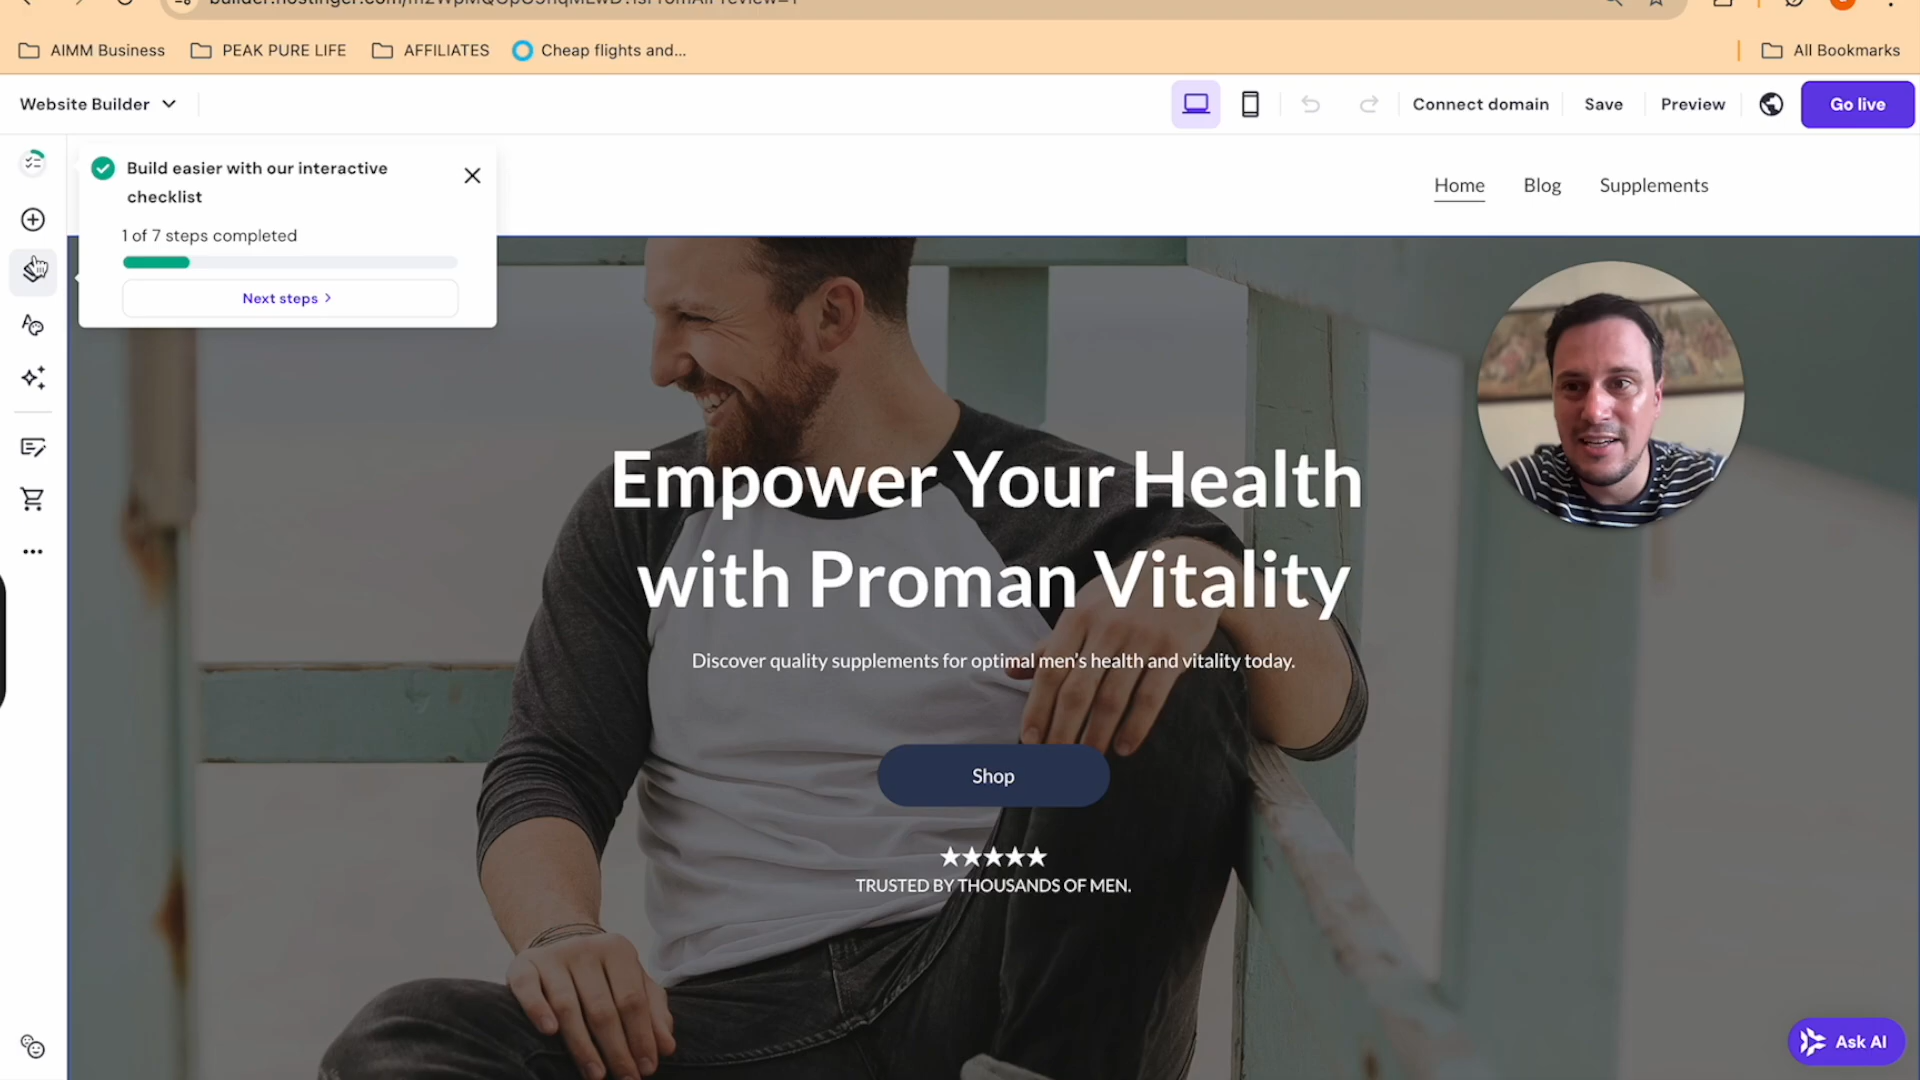 AIMM Business
PEAK PURE LIFE
AFFILIATES
Cheap flights and...
All Bookmarks
Website Builder
Connect domain
Save
Preview
Go live
Build easier with our interactive
checklist
1 of 7 steps completed
Next steps
Home
Blog
Supplements
Empower Your Health
with Proman Vitality
Discover quality supplements for optimal men's health and vitality today.
Shop
★★★★★
TRUSTED BY THOUSANDS OF MEN.
Ask AI